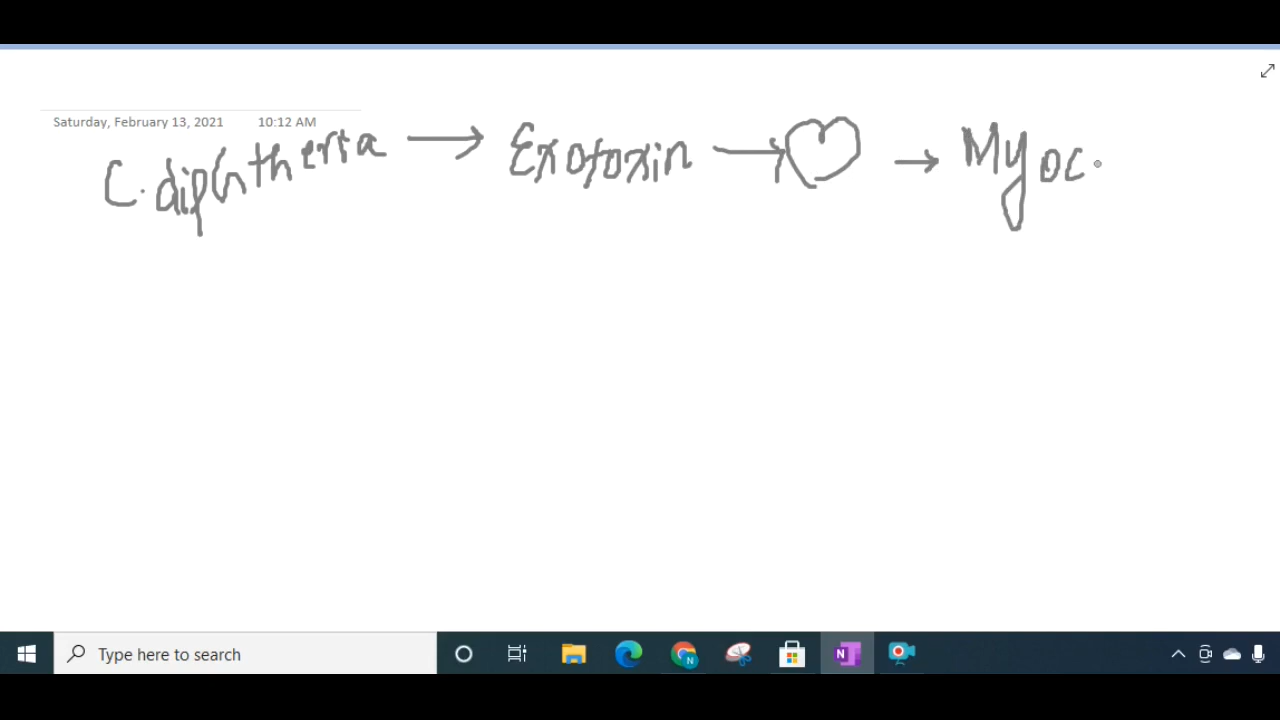 Saturday, February 13, 2021 10:12 AM
C. diphtheria → Exotoxin → ♡ → Myoc
Type here to search